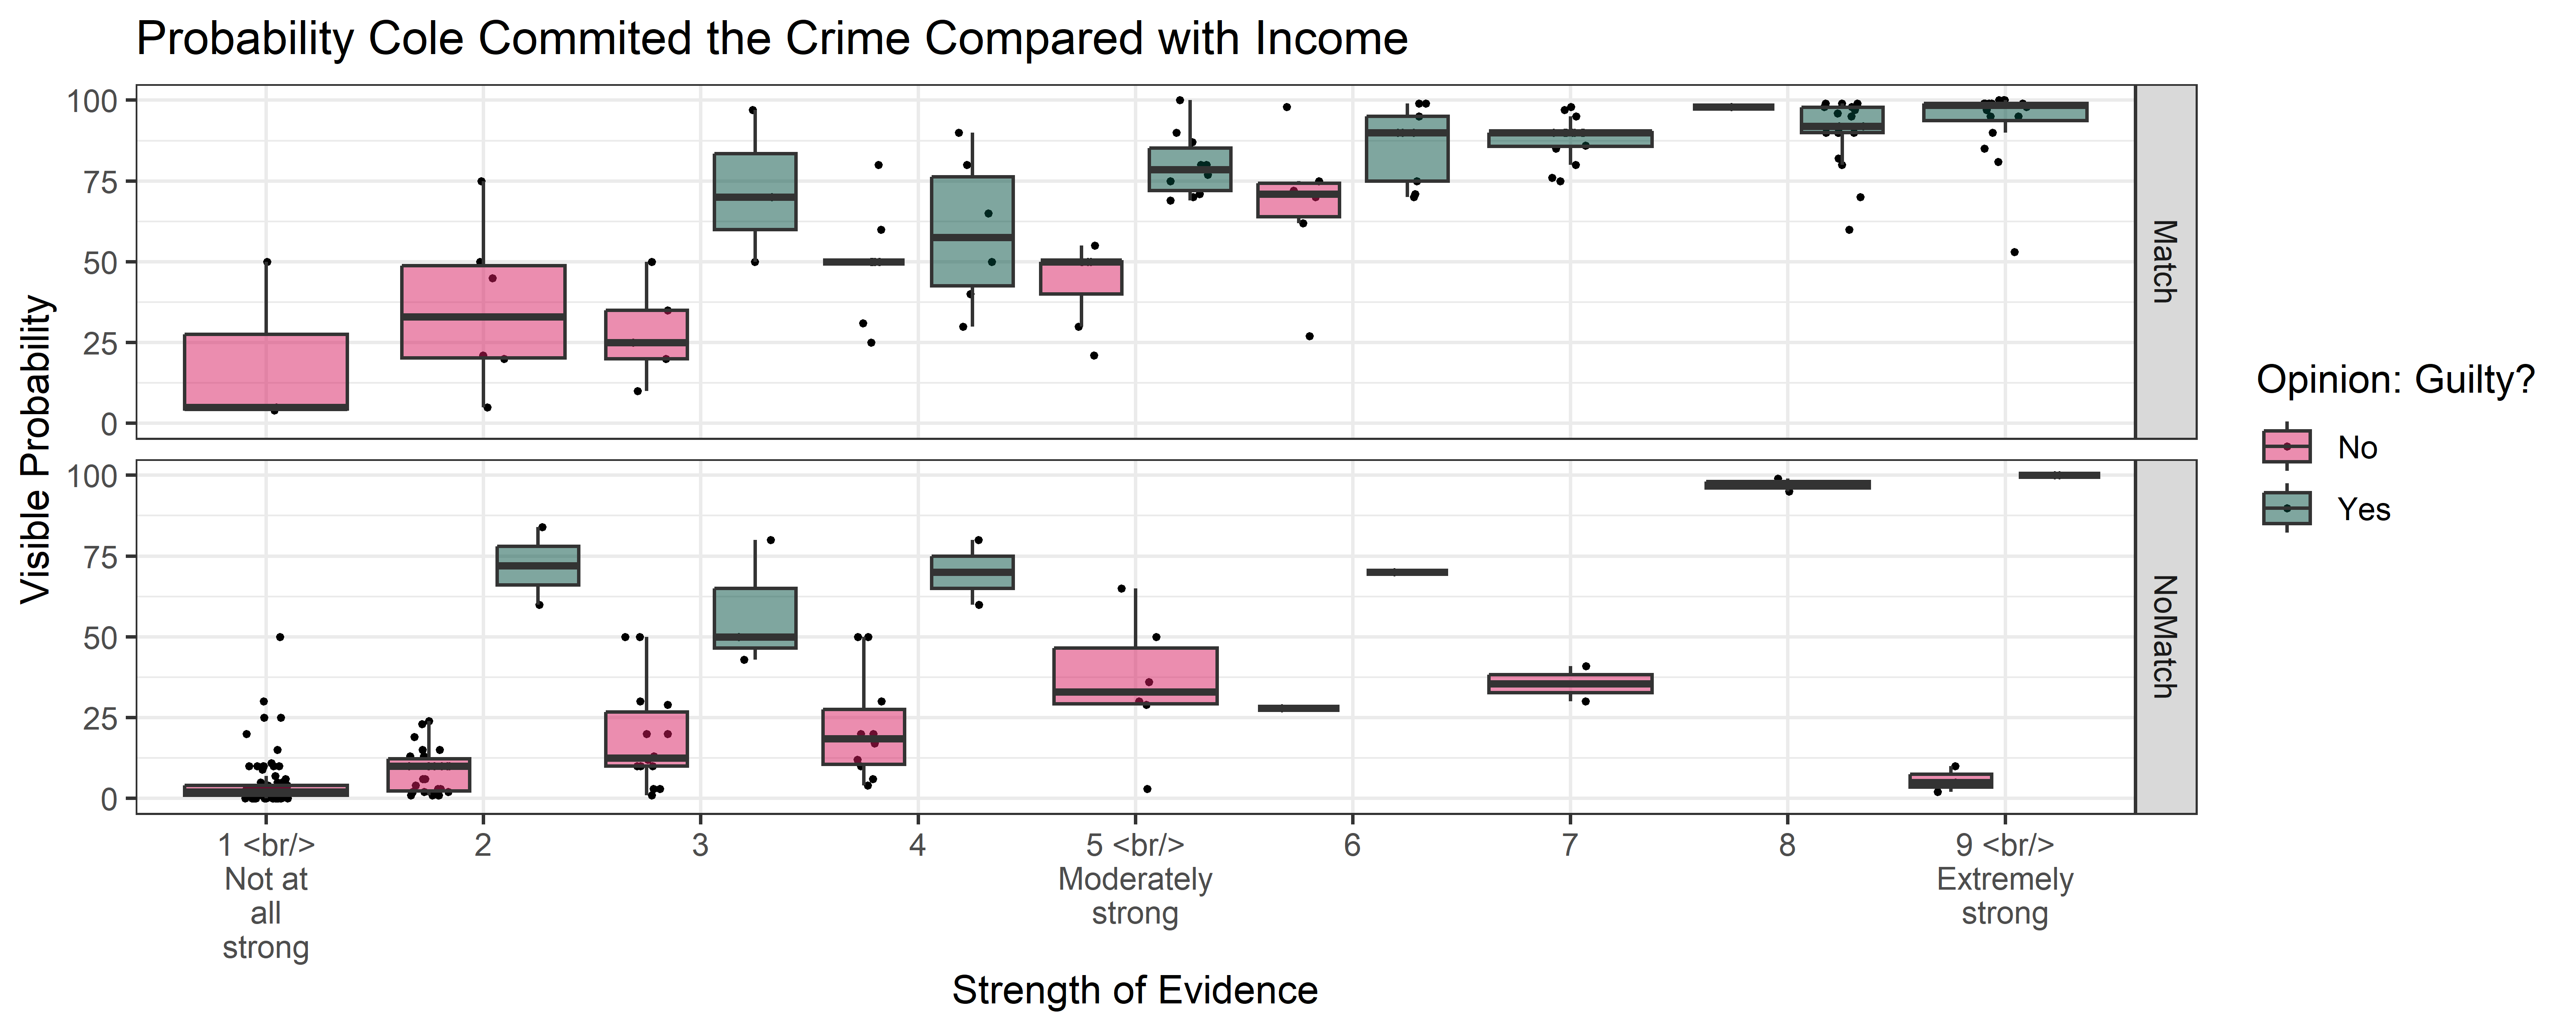 Probability Cole Commited the Crime Compared with Income
Visible Probability
100
75
50
25
0
Match
100
75
50
25
0
NoMatch
1 <br/>
Not at
all
strong
2
3
4
5 <br/>
Moderately
strong
6
7
8
9 <br/>
Extremely
strong
Strength of Evidence
Opinion: Guilty?
No
Yes